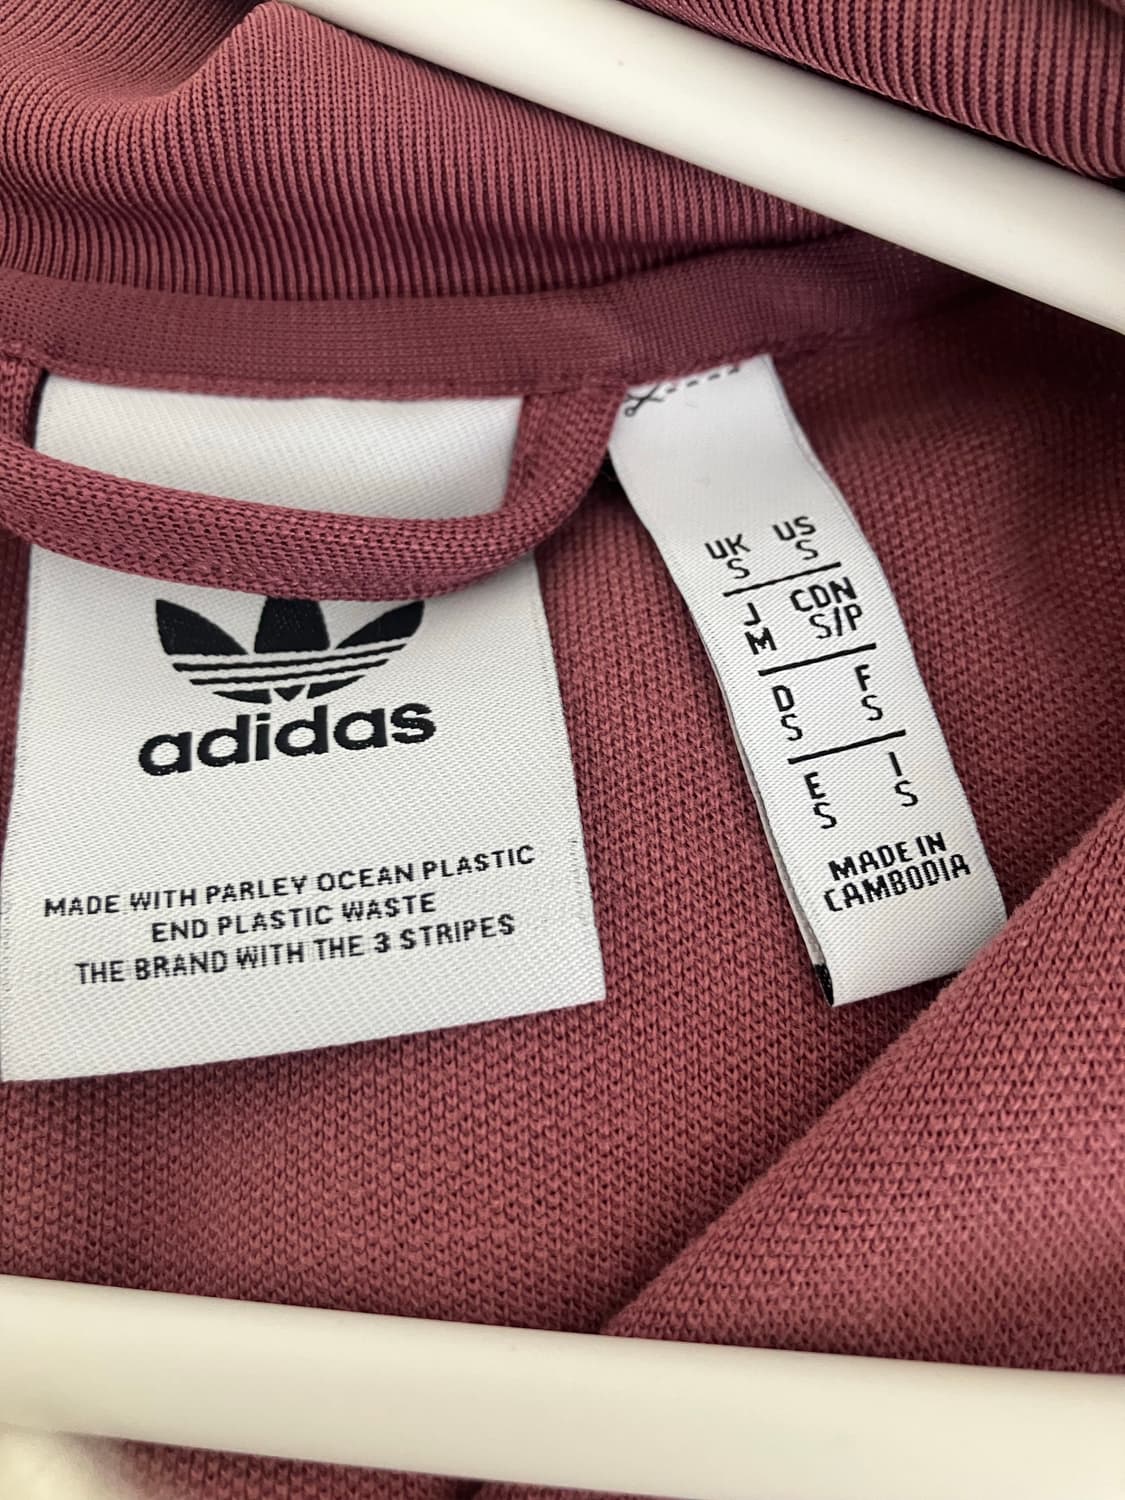 adidas
MADE WITH PARLEY OCEAN PLASTIC
END PLASTIC WASTE
THE BRAND WITH THE 3 STRIPES
UK US
S S
J CDN
M S/P
D F
S S
E I
S S
MADE IN
CAMBODIA